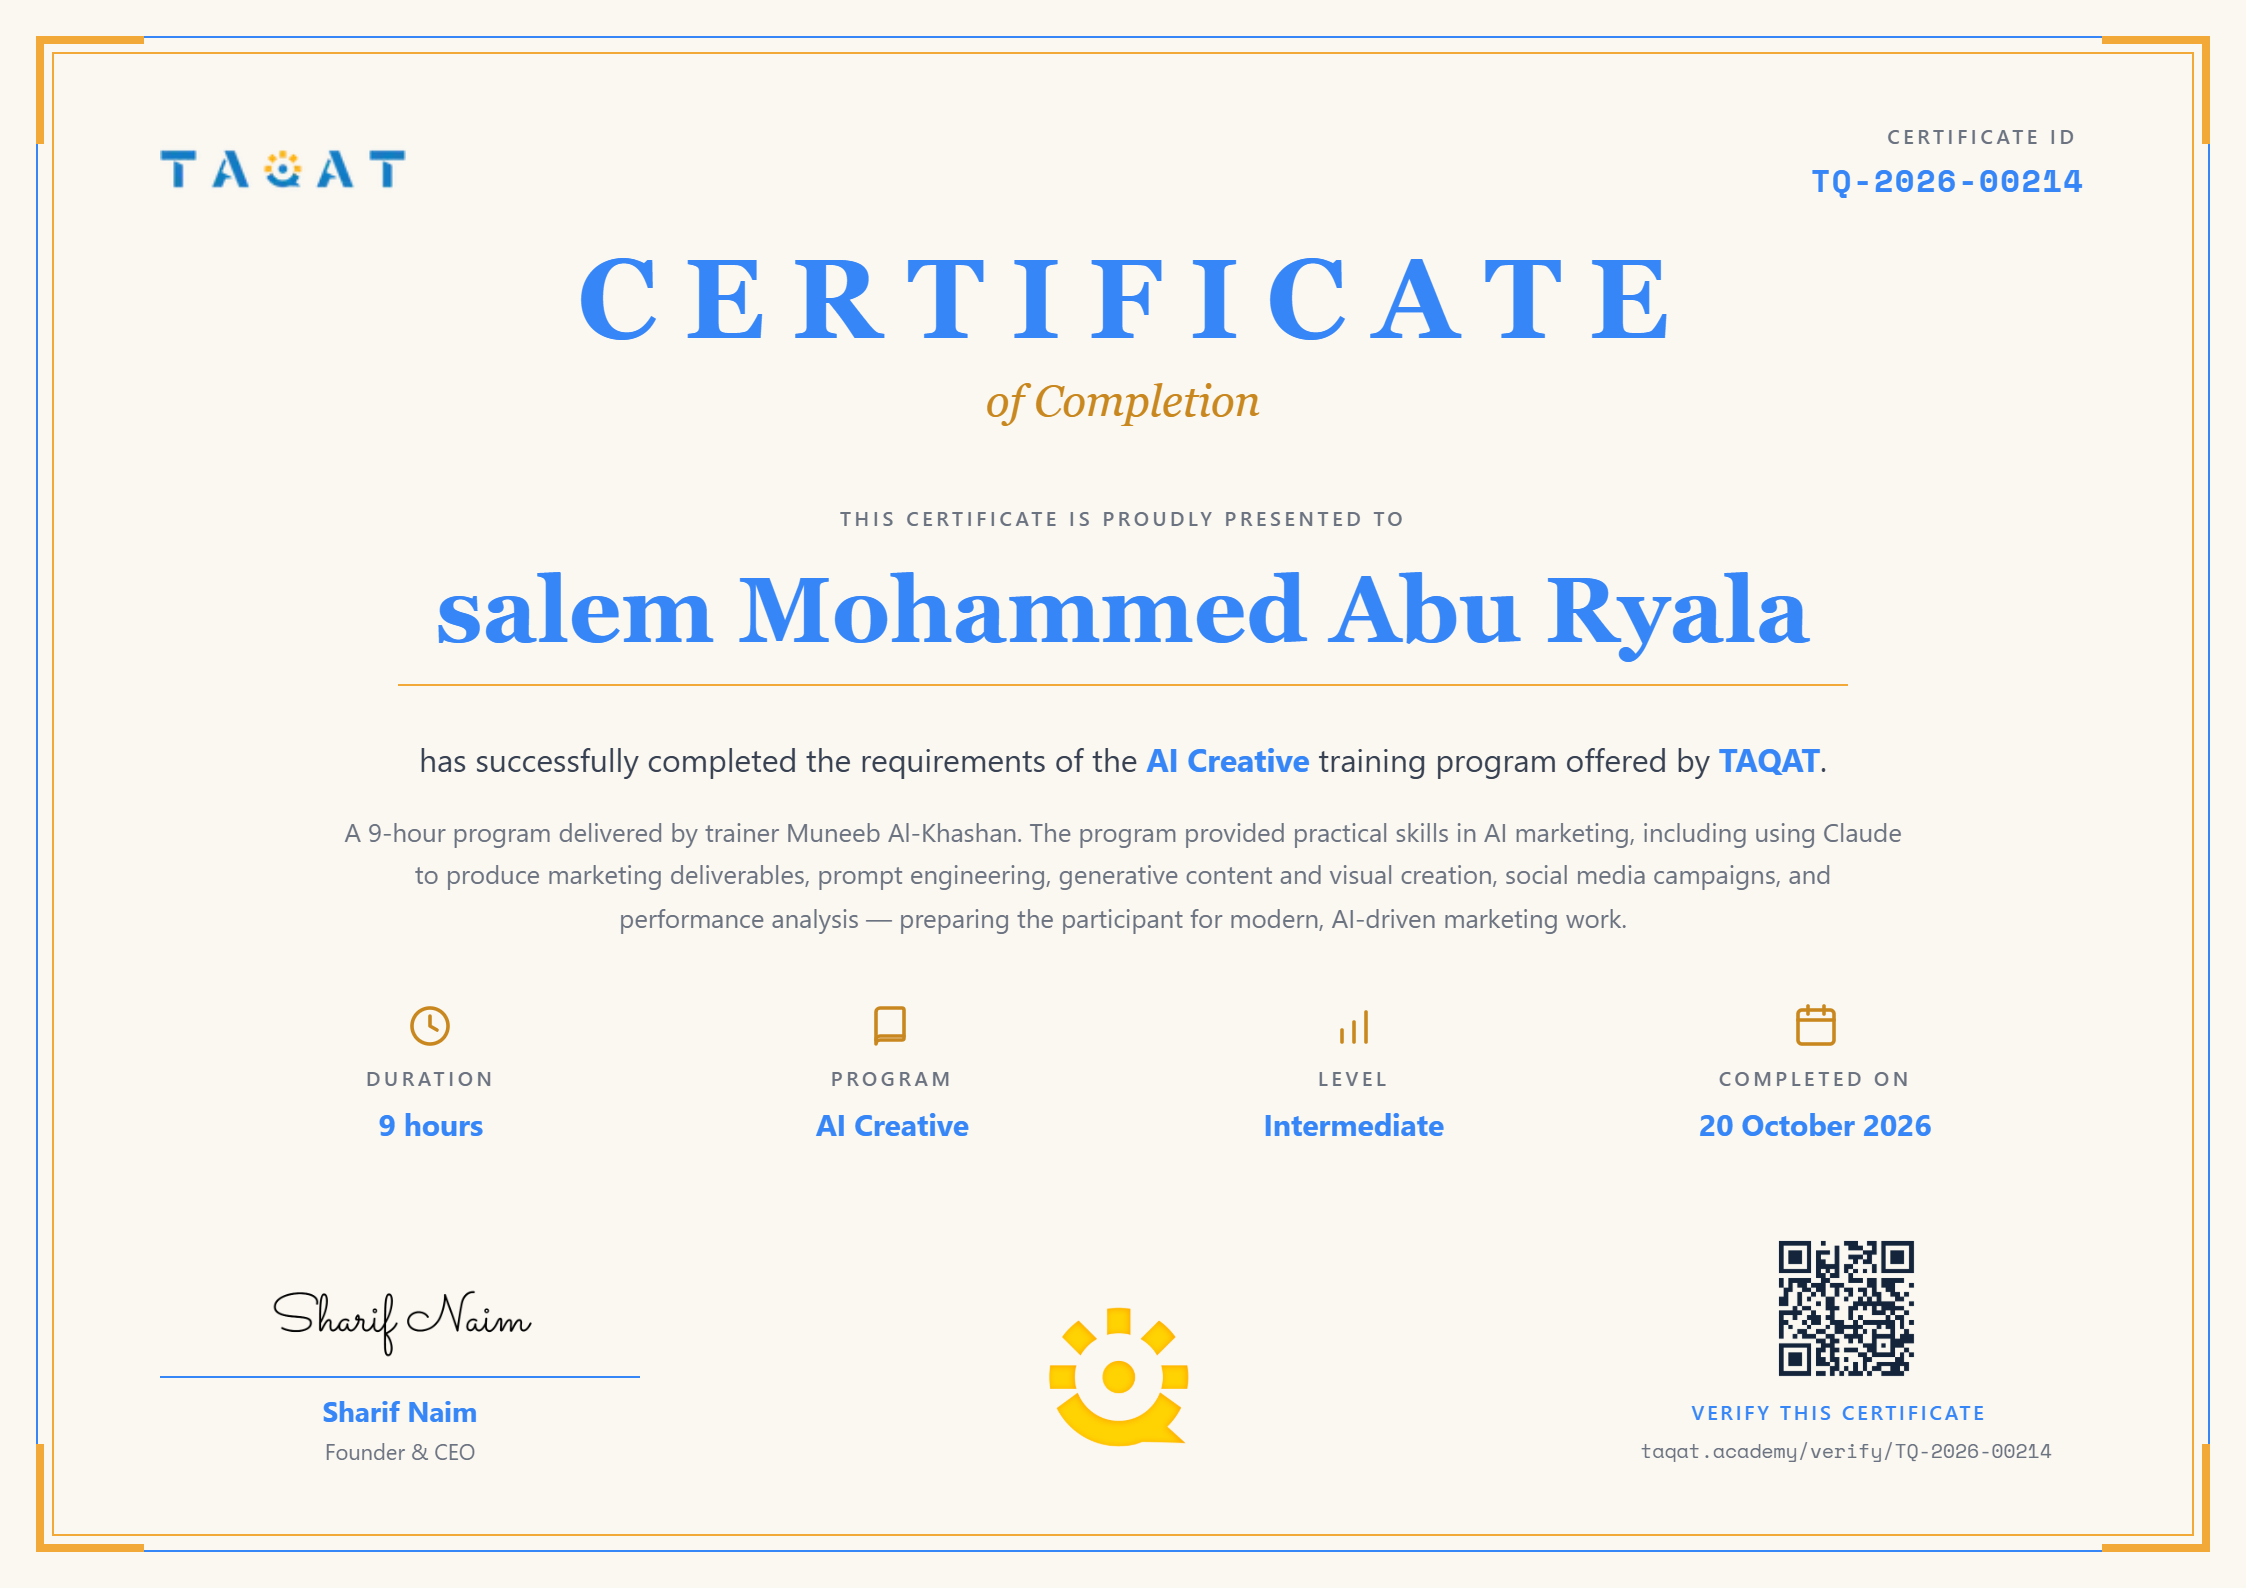 TAQAT
CERTIFICATE ID
TQ-2026-00214
CERTIFICATE
of Completion
THIS CERTIFICATE IS PROUDLY PRESENTED TO
salem Mohammed Abu Ryala
has successfully completed the requirements of the AI Creative training program offered by TAQAT.
A 9-hour program delivered by trainer Muneeb Al-Khashan. The program provided practical skills in AI marketing, including using Claude
to produce marketing deliverables, prompt engineering, generative content and visual creation, social media campaigns, and
performance analysis — preparing the participant for modern, AI-driven marketing work.
DURATION
9 hours
PROGRAM
AI Creative
LEVEL
Intermediate
COMPLETED ON
20 October 2026
Sharif Naim
Sharif Naim
Founder & CEO
VERIFY THIS CERTIFICATE
taqat.academy/verify/TQ-2026-00214